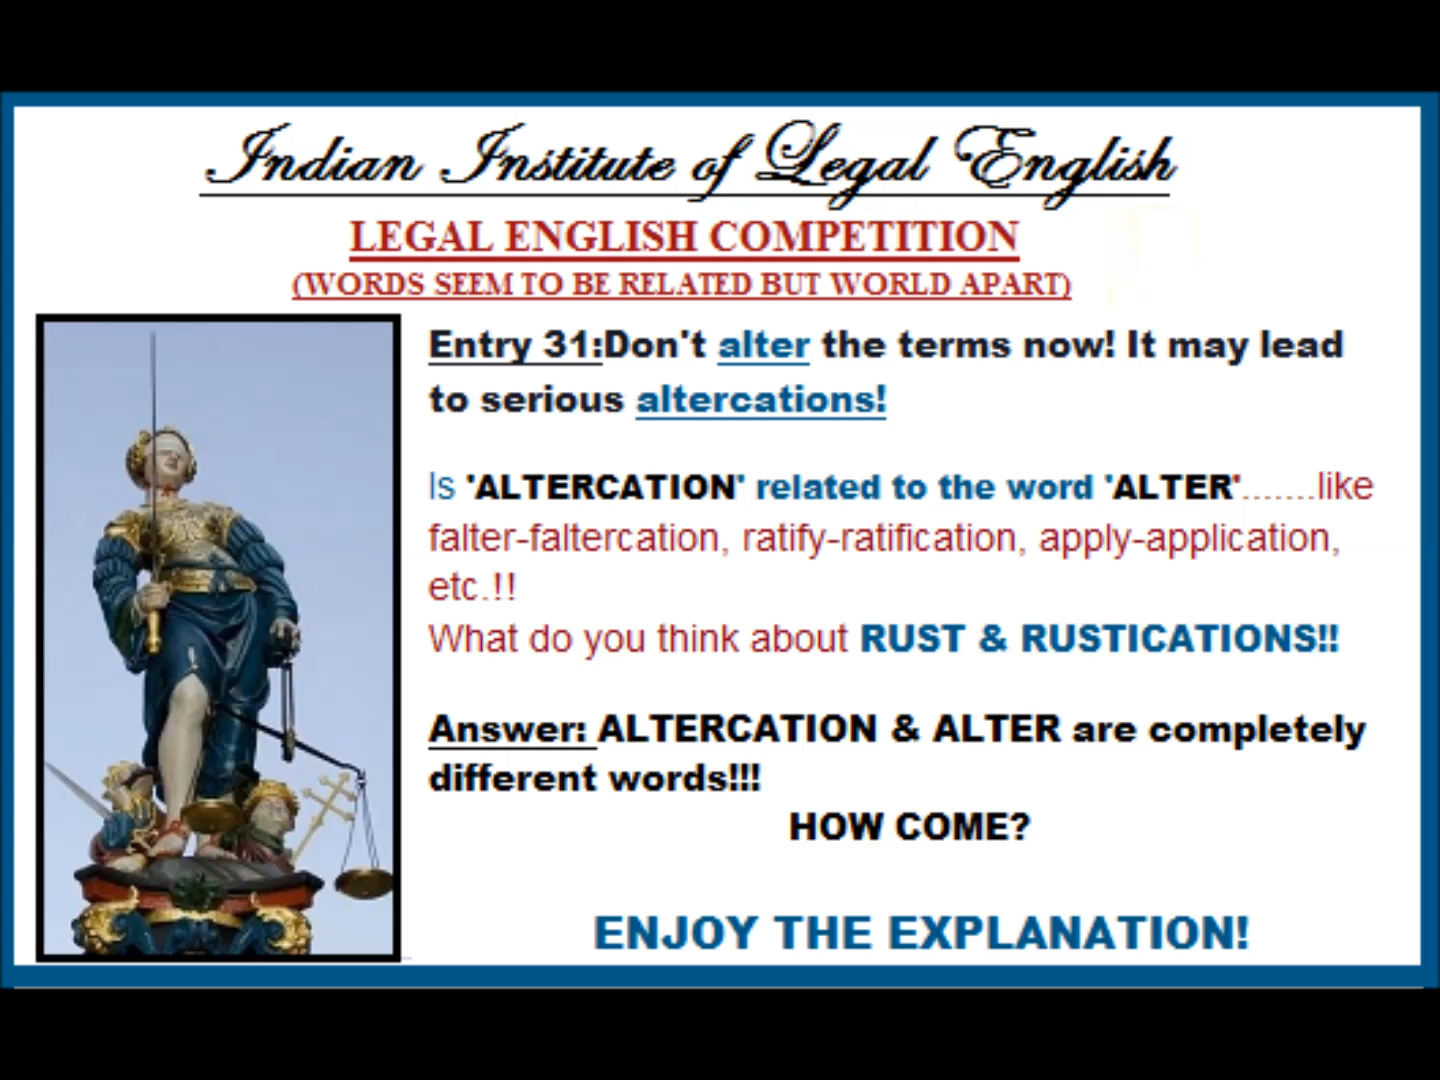 Indian Institute of Legal English
LEGAL ENGLISH COMPETITION
(WORDS SEEM TO BE RELATED BUT WORLD APART)
Entry 31:Don't alter the terms now! It may lead
to serious altercations!
Is 'ALTERCATION' related to the word 'ALTER'.......like
falter-faltercation, ratify-ratification, apply-application,
etc.!!
What do you think about RUST & RUSTICATIONS!!
Answer: ALTERCATION & ALTER are completely
different words!!!
HOW COME?
ENJOY THE EXPLANATION!